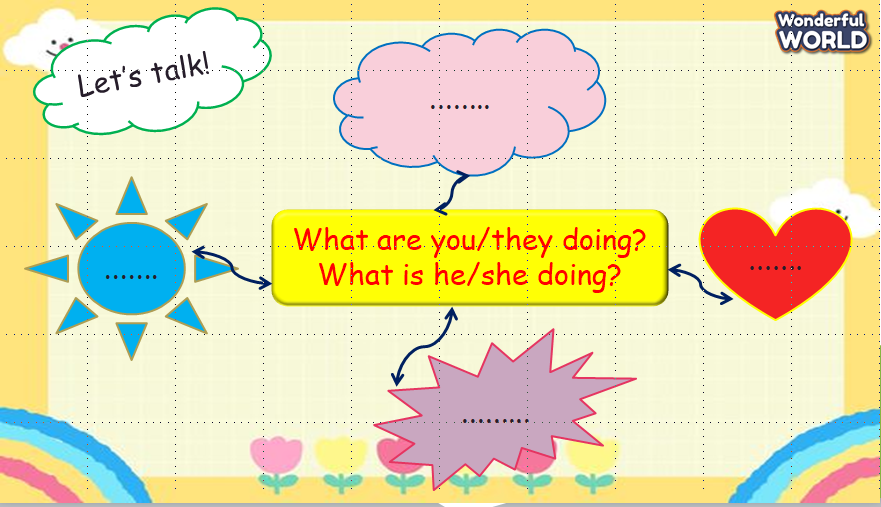 Let's talk!
Wonderful
WORLD
........
What are you/they doing?
What is he/she doing?
.......
.......
.........